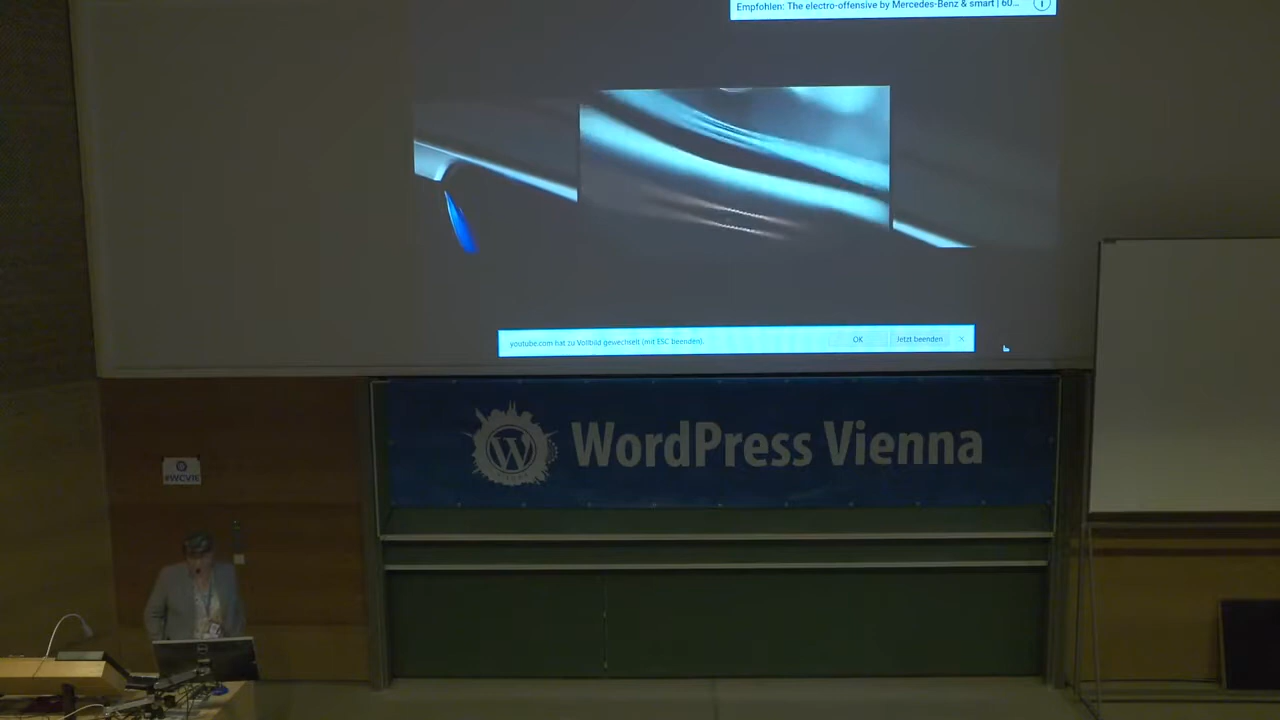 Empfohlen: The electro-offensive by Mercedes-Benz & smart | 60...
youtube.com hat zu Vollbild gewechselt (mit ESC beenden).
OK
Jetzt beenden
WordPress Vienna
#WCVIE